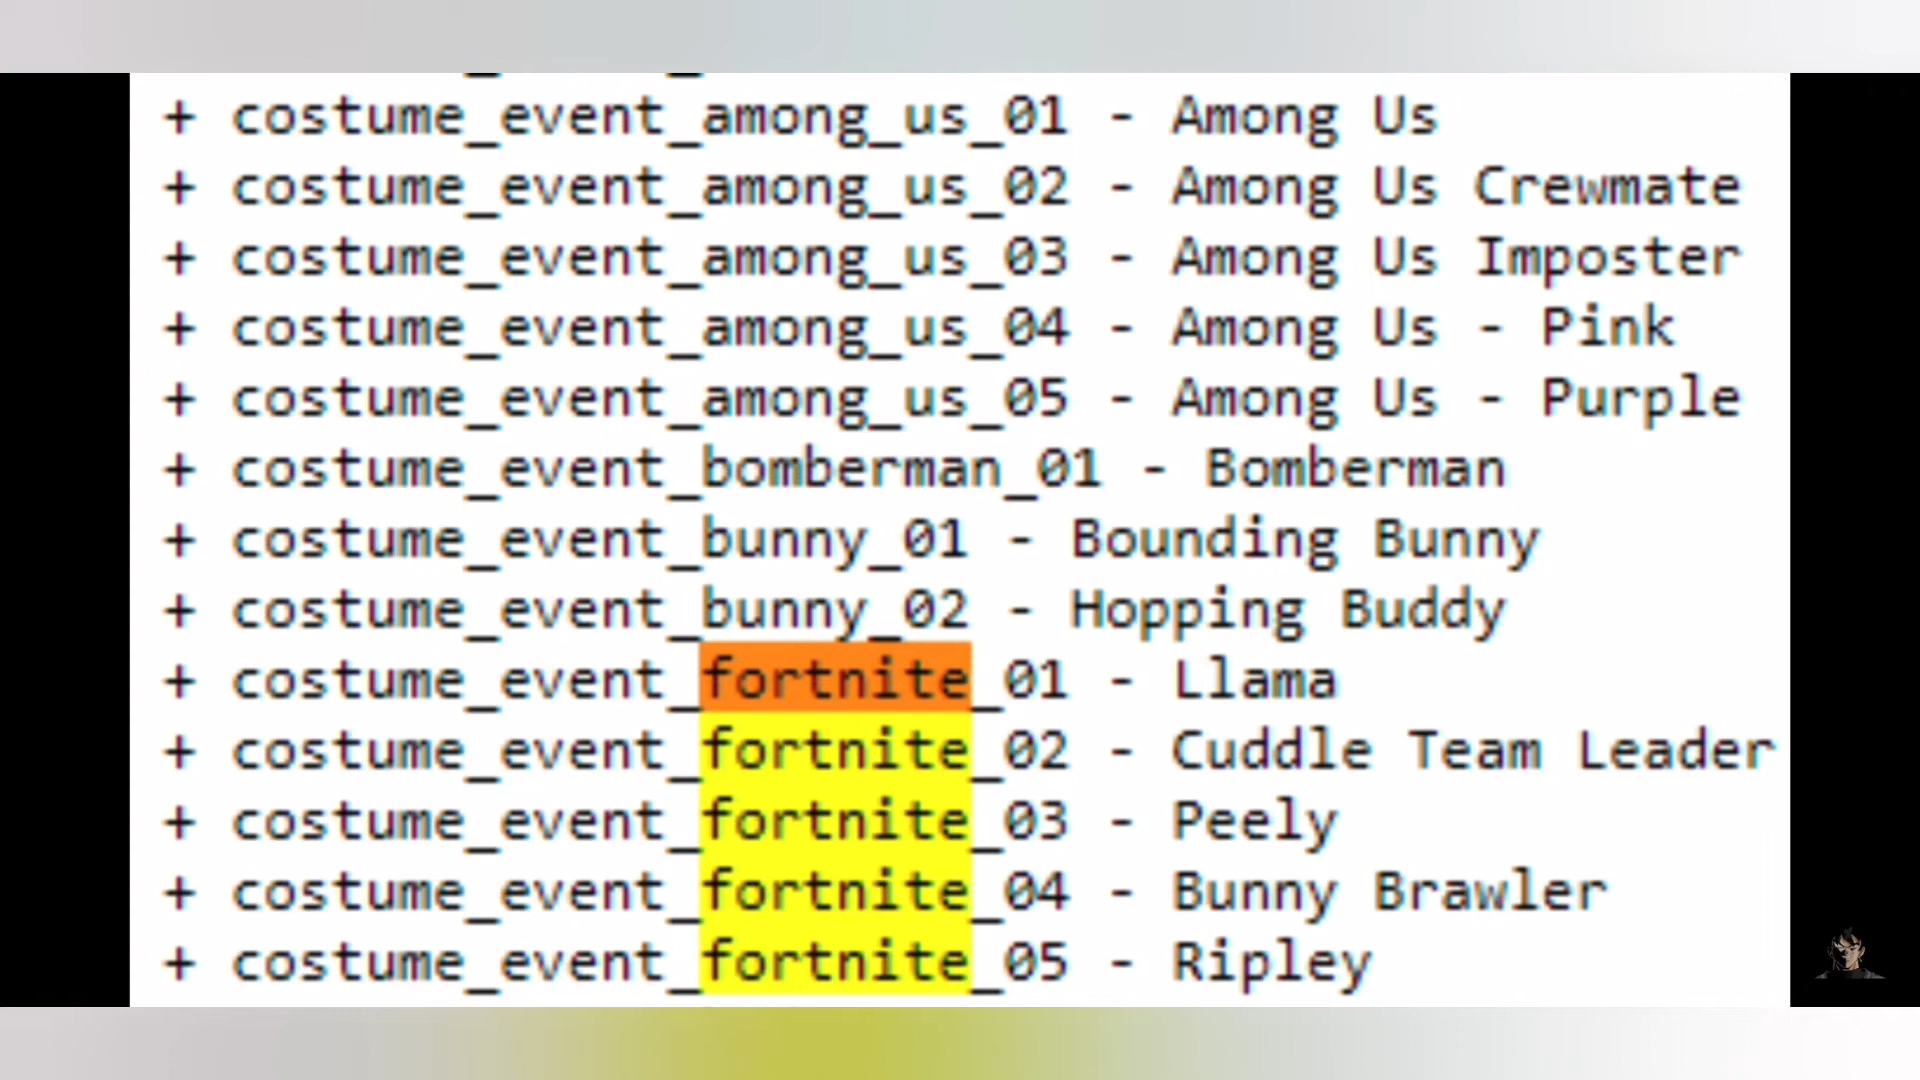 + costume_event_among_us_01 - Among Us
+ costume_event_among_us_02 - Among Us Crewmate
+ costume_event_among_us_03 - Among Us Imposter
+ costume_event_among_us_04 - Among Us - Pink
+ costume_event_among_us_05 - Among Us - Purple
+ costume_event_bomberman_01 - Bomberman
+ costume_event_bunny_01 - Bounding Bunny
+ costume_event_bunny_02 - Hopping Buddy
+ costume_event_fortnite_01 - Llama
+ costume_event_fortnite_02 - Cuddle Team Leader
+ costume_event_fortnite_03 - Peely
+ costume_event_fortnite_04 - Bunny Brawler
+ costume_event_fortnite_05 - Ripley